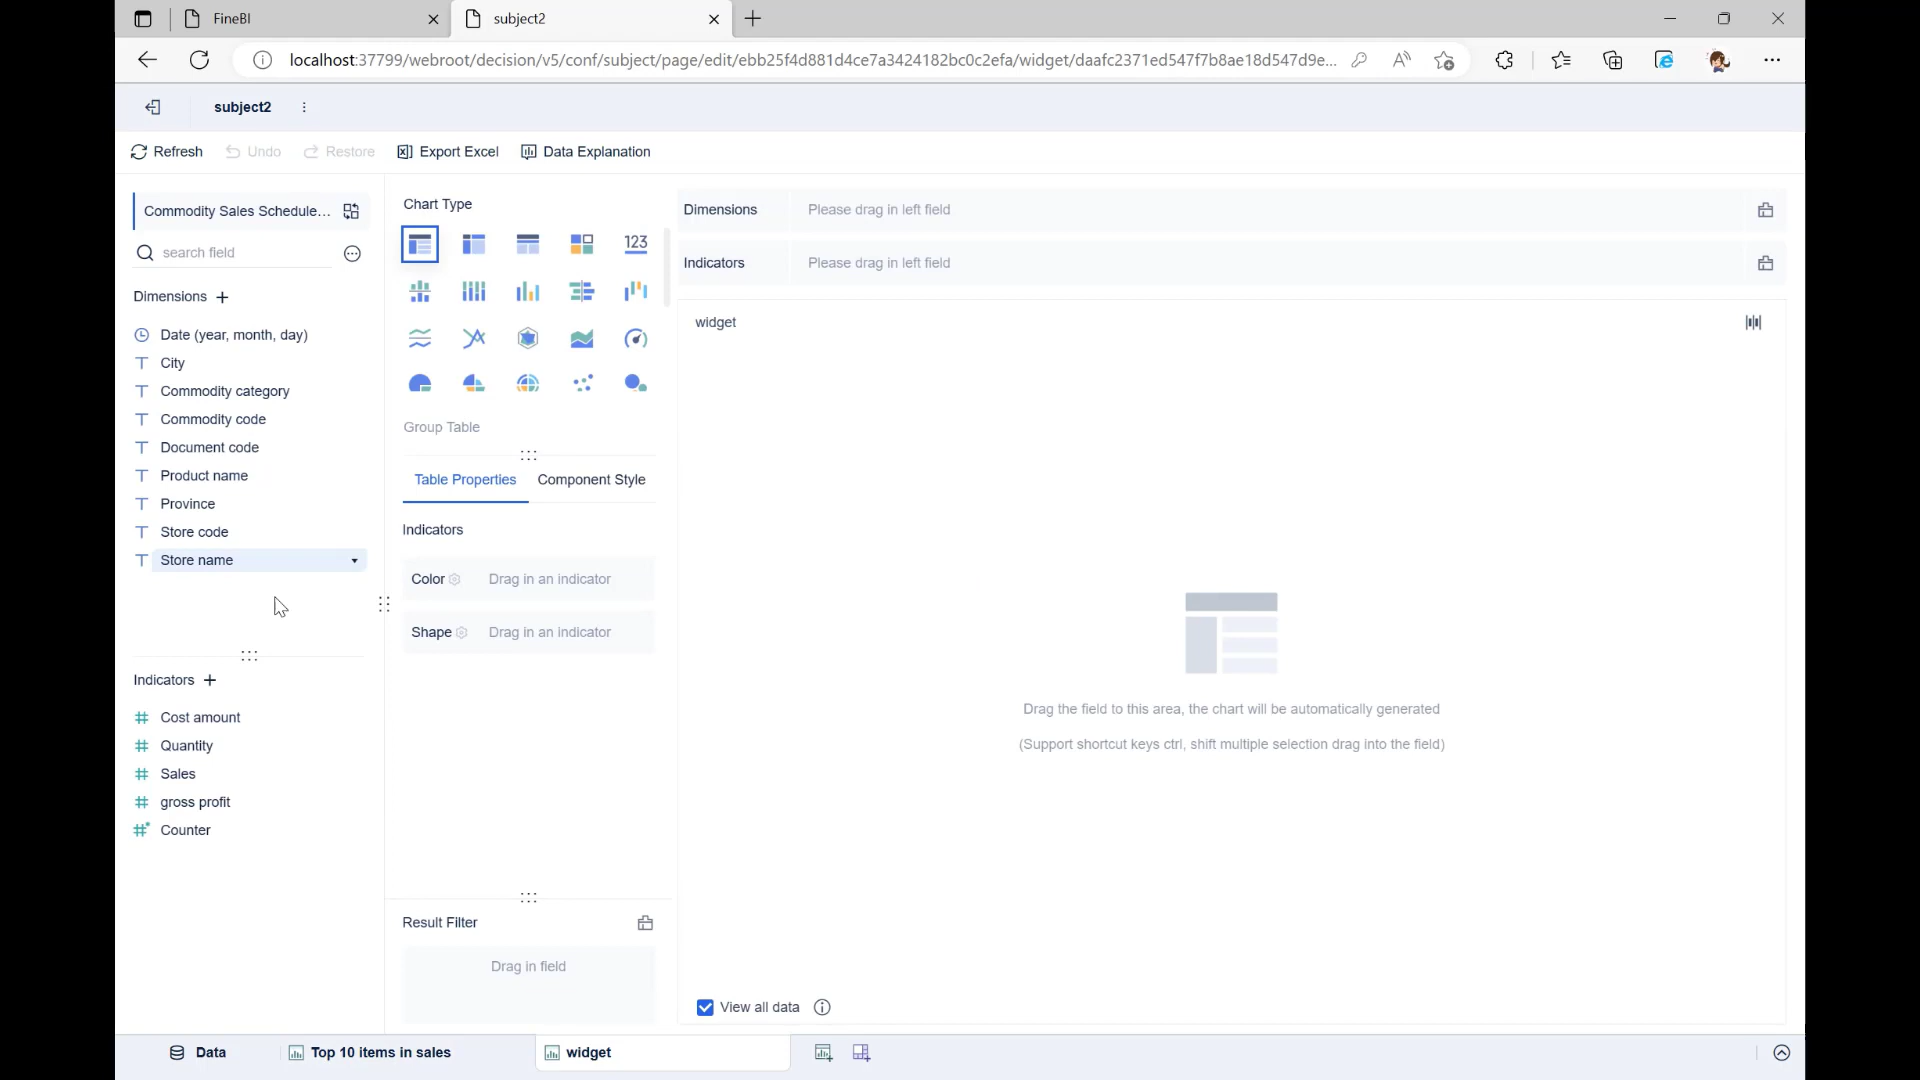 FineBI
subject2
localhost:37799/webroot/decision/v5/conf/subject/page/edit/ebb25f4d881d4ce7a3424182bc0c2efa/widget/daafc2371ed547f7b8ae18d547d9e...
subject2
Refresh Undo Restore Export Excel Data Explanation
Commodity Sales Schedule...
search field
Dimensions
Date (year, month, day)
City
Commodity category
Commodity code
Document code
Product name
Province
Store code
Store name
Indicators
Cost amount
Quantity
Sales
gross profit
Counter
Chart Type
123
Group Table
Table Properties Component Style
Indicators
Color Drag in an indicator
Shape Drag in an indicator
Result Filter
Drag in field
Dimensions Please drag in left field
Indicators Please drag in left field
widget
Drag the field to this area, the chart will be automatically generated
(Support shortcut keys ctrl, shift multiple selection drag into the field)
View all data
Data Top 10 items in sales widget